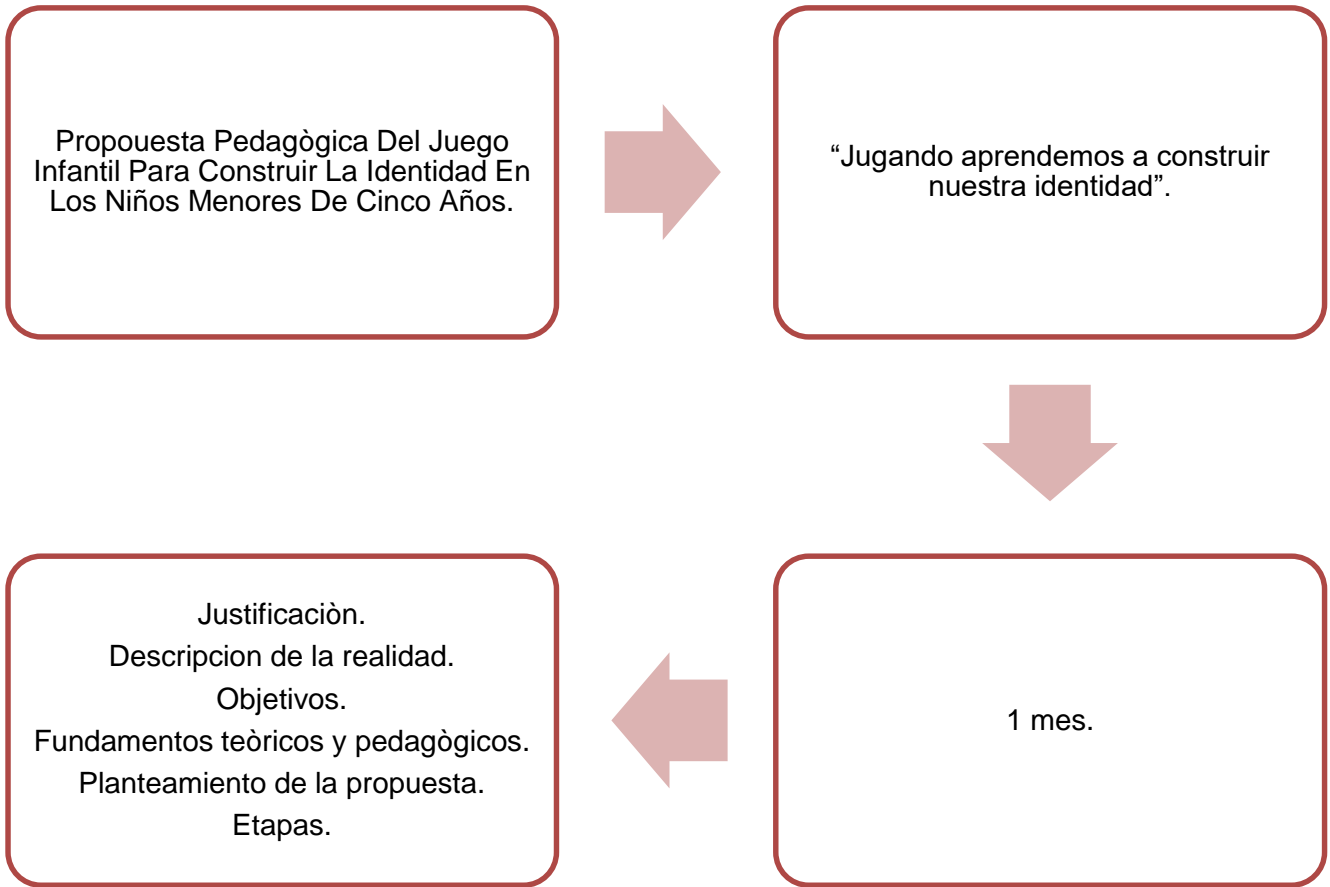 Propouesta Pedagògica Del Juego
Infantil Para Construir La Identidad En
Los Niños Menores De Cinco Años.
“Jugando aprendemos a construir
nuestra identidad”.
1 mes.
Justificaciòn.
Descripcion de la realidad.
Objetivos.
Fundamentos teòricos y pedagògicos.
Planteamiento de la propuesta.
Etapas.